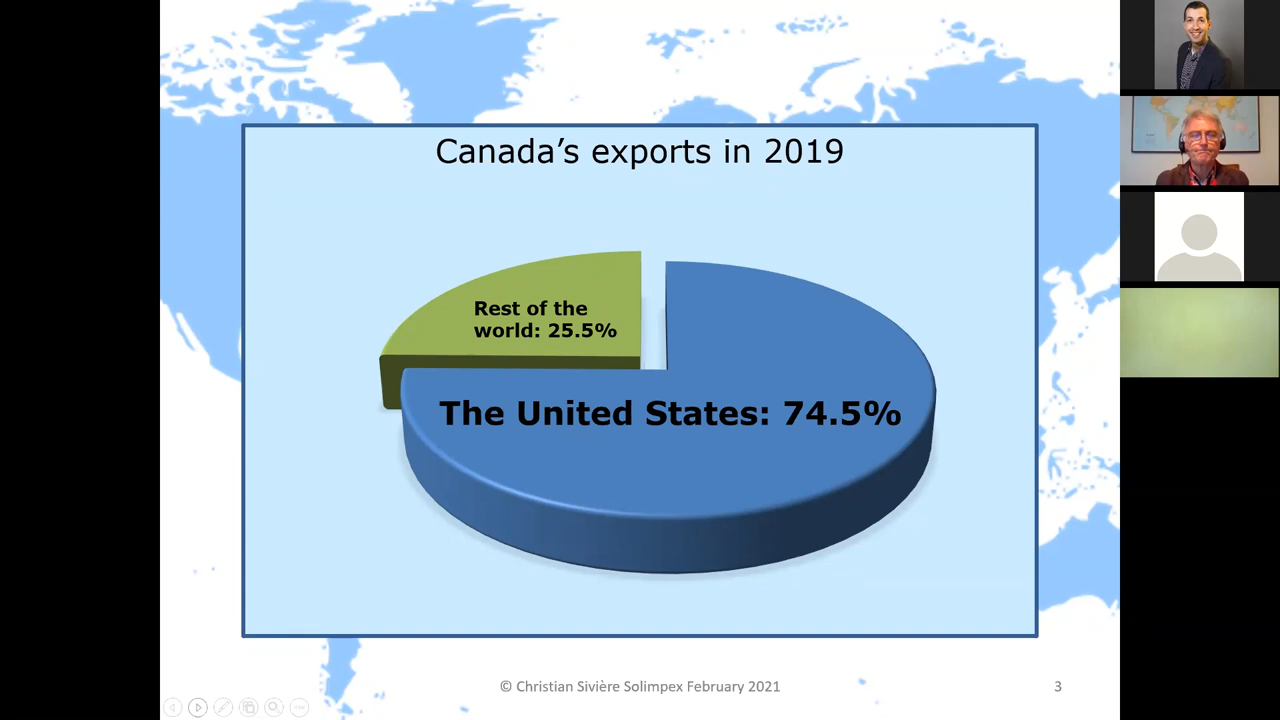 Canada’s exports in 2019
Rest of the
world: 25.5%
The United States: 74.5%
© Christian Sivière Solimpex February 2021
3